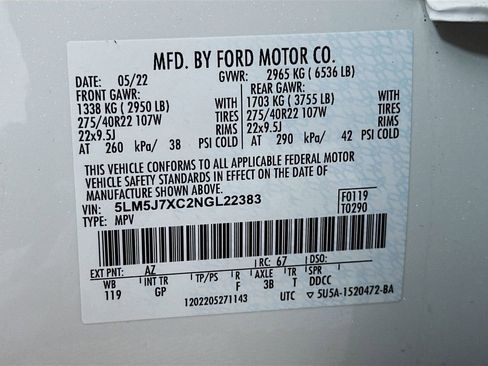 MFD. BY FORD MOTOR CO.
DATE: 05/22 GVWR: 2965 KG ( 6536 LB)
FRONT GAWR: REAR GAWR:
1338 KG ( 2950 LB) WITH 1703 KG ( 3755 LB) WITH
275/40R22 107W TIRES 275/40R22 107W TIRES
22x9.5J RIMS 22x9.5J RIMS
AT 260 kPa/ 38 PSI COLD AT 290 kPa/ 42 PSI COLD
THIS VEHICLE CONFORMS TO ALL APPLICABLE FEDERAL MOTOR
VEHICLE SAFETY STANDARDS IN EFFECT ON THE DATE OF
MANUFACTURE SHOWN ABOVE.
VIN: 5LM5J7XC2NGL22383 F0119
TYPE: MPV T0290
EXT PNT: AZ RC: 67 DSO:
WB INT TR TP/PS R AXLE TR SPR
119 GP F 3B T DDCC
1202205271143 UTC ▽5U5A-1520472-BA